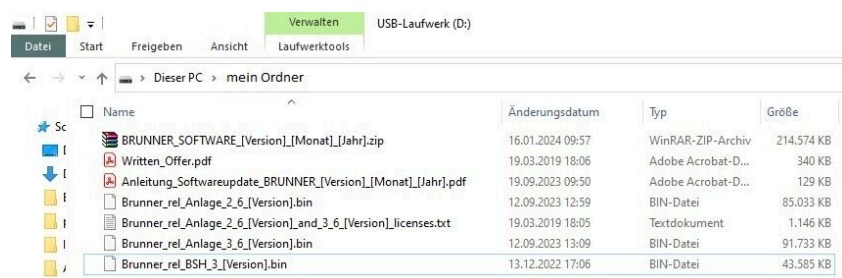 Verwalten USB-Laufwerk (D:)
Datei Start Freigeben Ansicht Laufwerktools
Dieser PC › mein Ordner
Name Änderungsdatum Typ Größe
BRUNNER_SOFTWARE_[Version]_[Monat]_[Jahr].zip 16.01.2024 09:57 WinRAR-ZIP-Archiv 214.574 KB
Written_Offer.pdf 19.03.2019 18:06 Adobe Acrobat-D... 340 KB
Anleitung_Softwareupdate_BRUNNER_[Version]_[Monat]_[Jahr].pdf 19.09.2023 09:50 Adobe Acrobat-D... 129 KB
Brunner_rel_Anlage_2_6_[Version].bin 12.09.2023 12:59 BIN-Datei 85.033 KB
Brunner_rel_Anlage_2_6_[Version]_and_3_6_[Version]_licenses.txt 19.03.2019 18:05 Textdokument 1.146 KB
Brunner_rel_Anlage_3_6_[Version].bin 12.09.2023 13:09 BIN-Datei 91.733 KB
Brunner_rel_BSH_3_[Version].bin 13.12.2022 17:06 BIN-Datei 43.585 KB